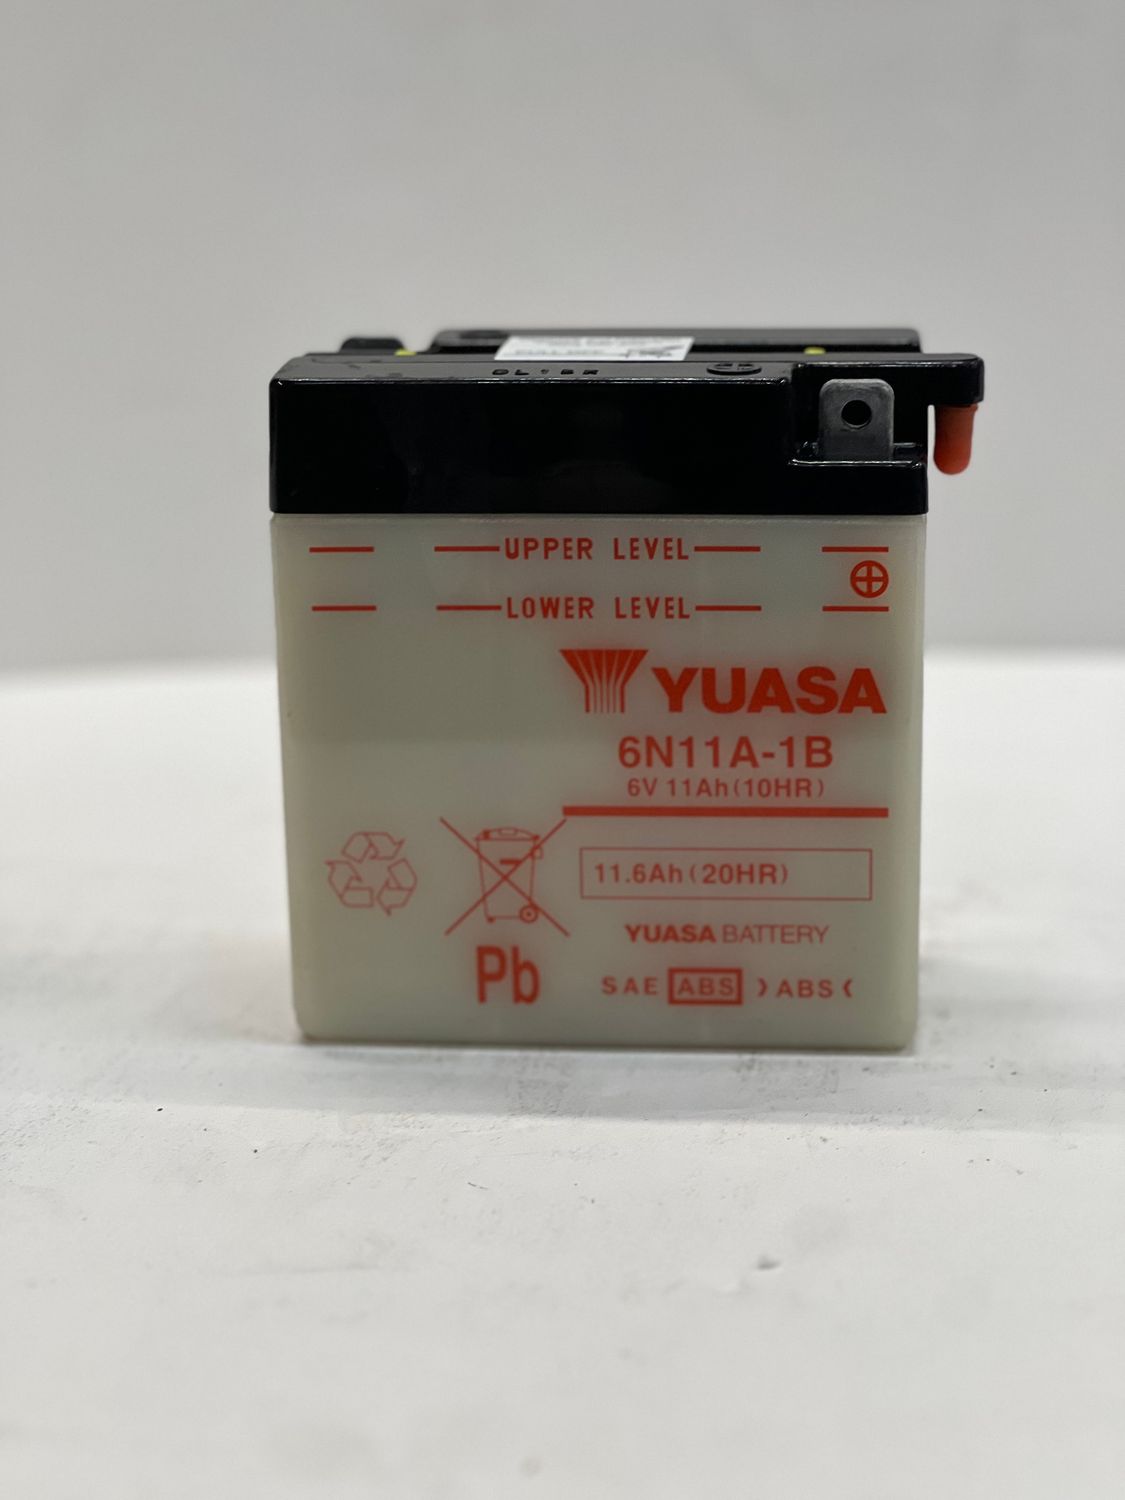 UPPER LEVEL
LOWER LEVEL
YUASA
6N11A-1B
6V 11Ah(10HR)
11.6Ah(20HR)
YUASA BATTERY
Pb
SAE ABS >ABS<